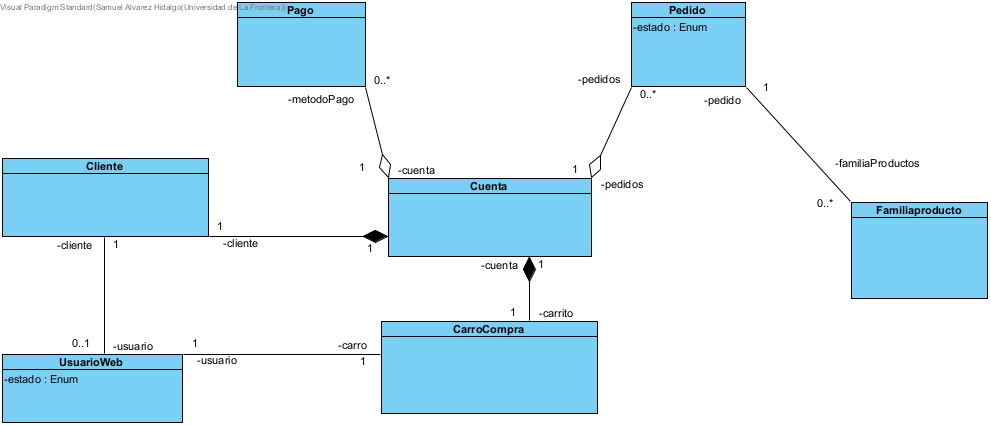 Visual Paradigm Standard(Samuel Alvarez Hidalgo(Universidad de La Frontera))
Pago
Pedido
-estado : Enum
0..*
-metodoPago
-pedidos
0..*
-pedido
1
-familiaProductos
0..*
Familiaproducto
Cliente
1
-cuenta
1
-pedidos
Cuenta
1
-cliente
1
-cliente
1
-cuenta
1
1
-carrito
CarroCompra
0..1
-usuario
1
-usuario
-carro
1
UsuarioWeb
-estado : Enum